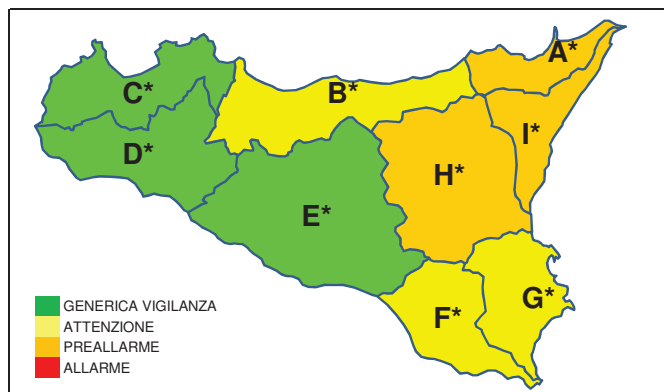 A*
C*
B*
I*
D*
H*
E*
G*
F*
GENERICA VIGILANZA
ATTENZIONE
PREALLARME
ALLARME